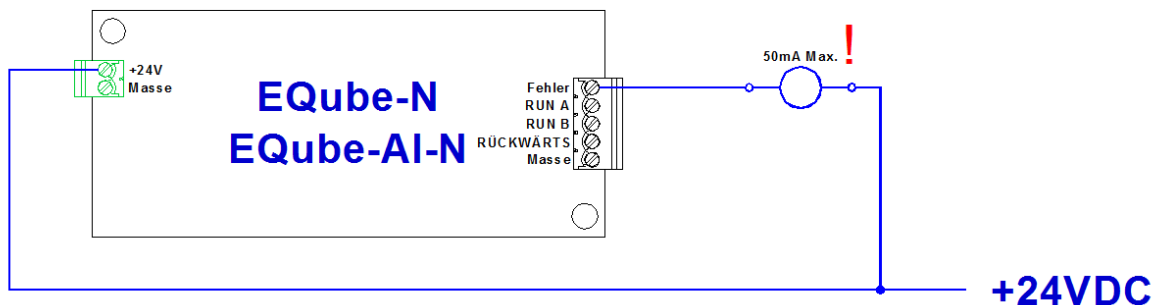 +24V
Masse
EQube-N
EQube-AI-N
Fehler
RUN A
RUN B
RÜCKWÄRTS
Masse
50mA Max.
!
+24VDC